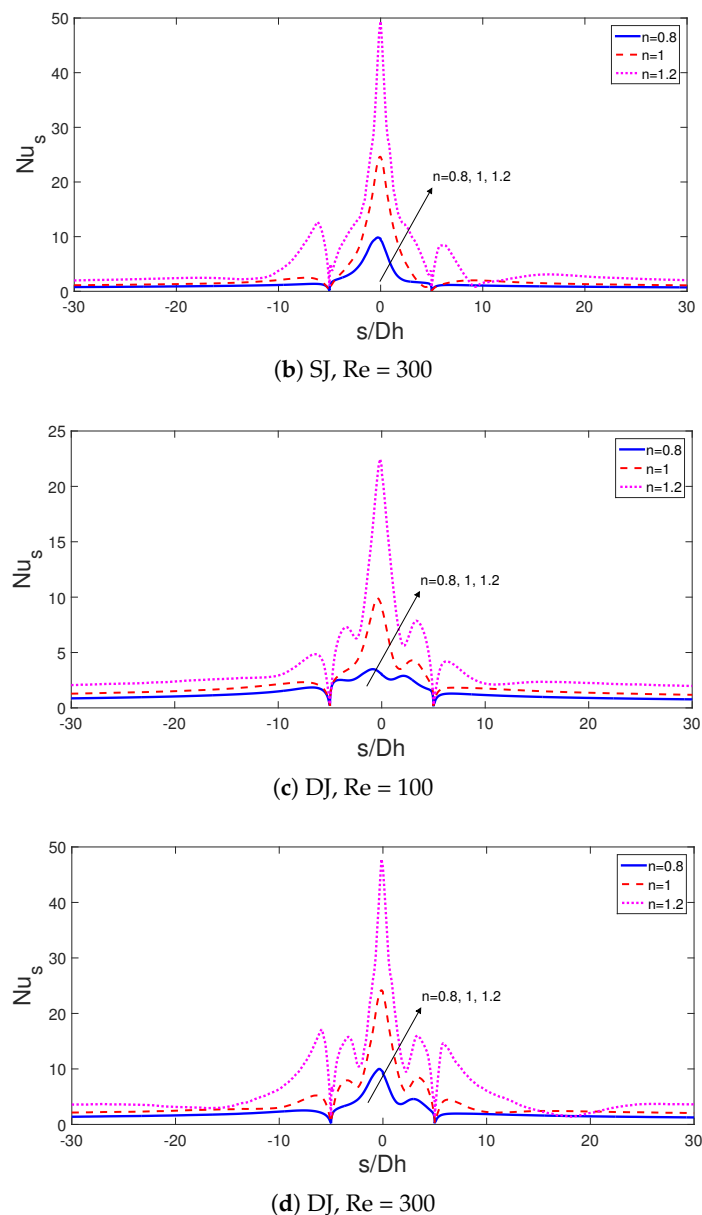 50
n=0.8
n=1
n=1.2
40
Nu_s
30
20
n=0.8, 1, 1.2
10
0
-30 -20 -10 0 10 20 30
s/Dh
(b) SJ, Re = 300
25
n=0.8
n=1
n=1.2
20
Nu_s
15
10
n=0.8, 1, 1.2
5
0
-30 -20 -10 0 10 20 30
s/Dh
(c) DJ, Re = 100
50
n=0.8
n=1
n=1.2
40
Nu_s
30
20
n=0.8, 1, 1.2
10
0
-30 -20 -10 0 10 20 30
s/Dh
(d) DJ, Re = 300